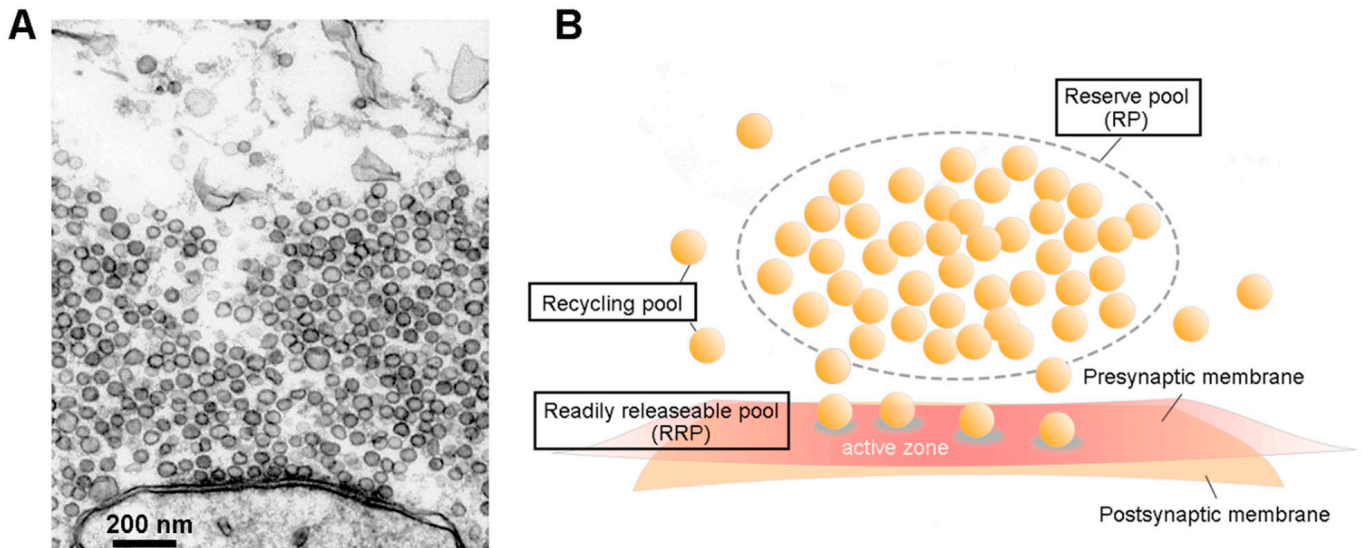 A
B
200 nm
Reserve pool
(RP)
Recycling pool
Readily releaseable pool
(RRP)
active zone
Presynaptic membrane
Postsynaptic membrane